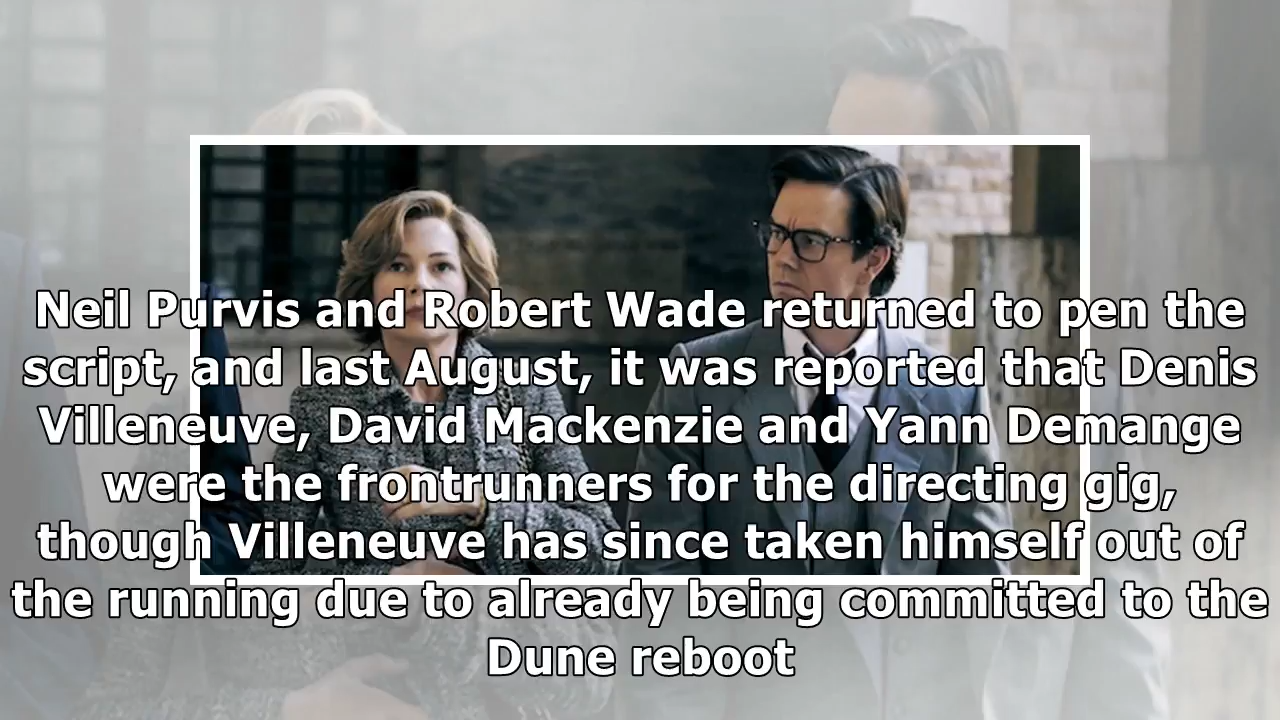 Neil Purvis and Robert Wade returned to pen the
script, and last August, it was reported that Denis
Villeneuve, David Mackenzie and Yann Demange
were the frontrunners for the directing gig,
though Villeneuve has since taken himself out of
the running due to already being committed to the
Dune reboot